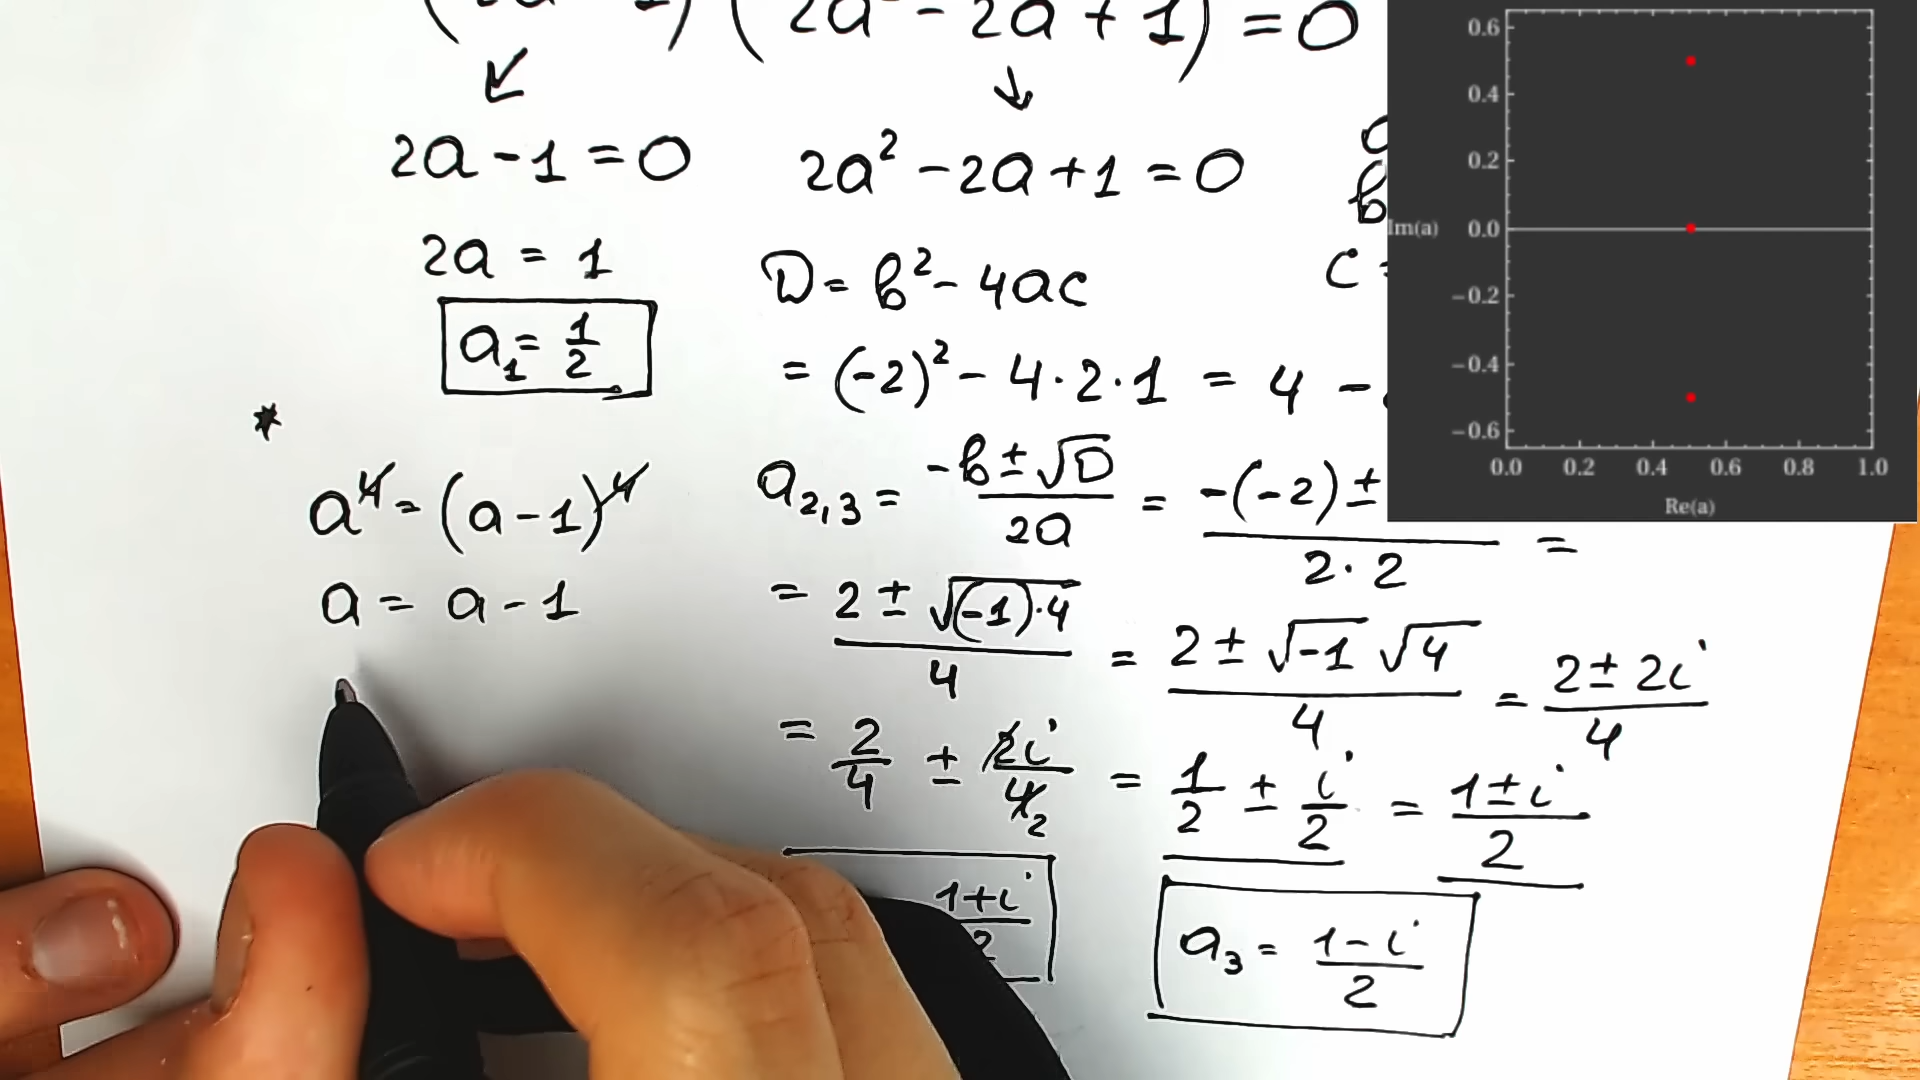 2a² - 2a + 1) = 0
2a - 1 = 0
2a = 1
a₁ = 1/2
*
a⁴ = (a - 1)⁴
a = a - 1
2a² - 2a + 1 = 0
D = b² - 4ac
= (-2)² - 4·2·1 = 4 -
a₂,₃ = (-b ± √D)/2a = (-(-2) ±)/(2·2) =
= (2 ± √((-1)·4))/4 = (2 ± √-1 √4)/4 = (2 ± 2i)/4
= 2/4 ± 2i/4 2 = 1/2 ± i/2 = (1 ± i)/2
(1 + i)/2
a₃ = (1 - i)/2
b
c
0.6
0.4
0.2
Im(a) 0.0
-0.2
-0.4
-0.6
0.0 0.2 0.4 0.6 0.8 1.0
Re(a)